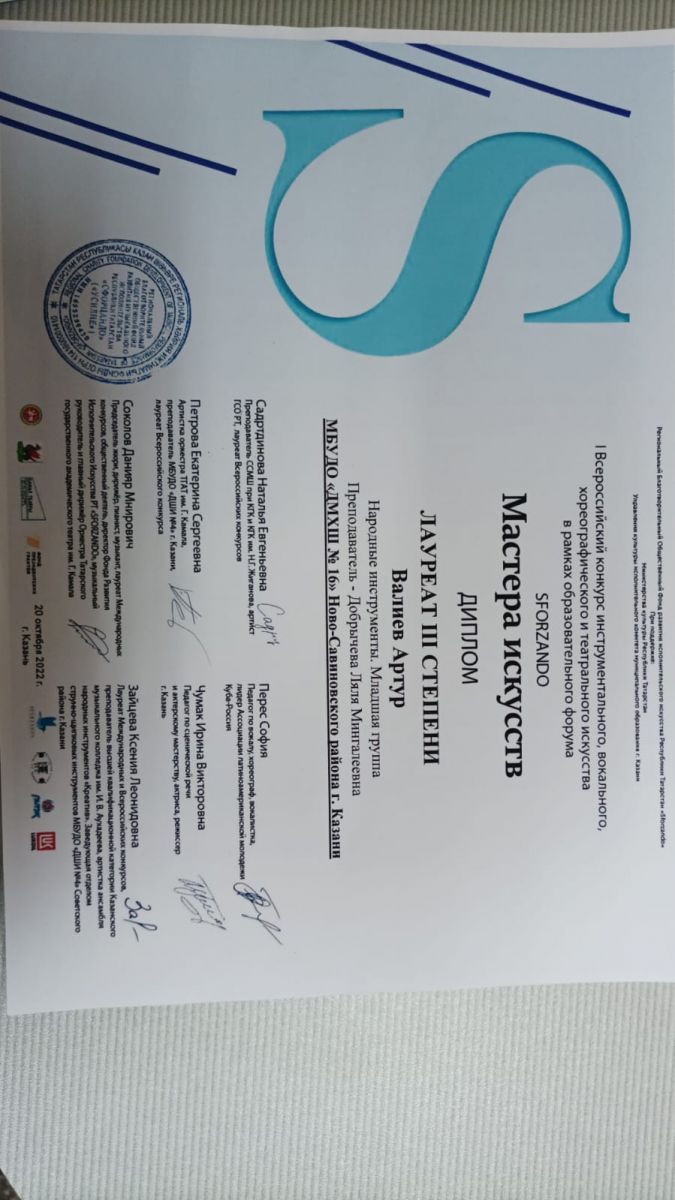 Региональный Благотворительный Общественный Фонд развития исполнительского искусства Республики Татарстан «Sforzando»
При поддержке:
Министерства культуры Республики Татарстан
Управления культуры исполнительного комитета муниципального образования г. Казани
I Всероссийский конкурс инструментального, вокального,
хореографического и театрального искусства
в рамках образовательного форума
SFORZANDO
Мастера искусств
ДИПЛОМ
ЛАУРЕАТ III СТЕПЕНИ
Валиев Артур
Народные инструменты. Младшая группа
Преподаватель - Добрычева Ляля Мингалеевна
МБУДО «ДМХШ № 16» Ново-Савиновского района г. Казани
Садртдинова Наталья Евгеньевна
Преподаватель ССМШ при КГК и КГК им. Н.Г. Жиганова, артист
ГСО РТ, лауреат Всероссийских конкурсов
Перес София
Педагог по вокалу, хореограф, вокалистка,
лидер Ассоциации латиноамериканской молодежи
Куба-Россия
Петрова Екатерина Сергеевна
Артистка оркестра ТГАТ им. Г. Камала,
преподаватель МБУДО «ДШИ №4» г. Казани,
лауреат Всероссийского конкурса
Чумак Ирина Викторовна
Педагог по сценической речи
и актерскому мастерству, актриса, режиссер
г. Казань
Соколов Данияр Мнирович
Председатель жюри, дирижёр, пианист, музыкант, лауреат Международных
конкурсов, общественный деятель, директор Фонда Развития
Исполнительского Искусства РТ «SFORZANDO», музыкальный
руководитель и главный дирижёр Оркестра Татарского
государственного академического театра им. Г. Камала
Зайцева Ксения Леонидовна
Лауреат Международных и Всероссийских конкурсов,
преподаватель высшей квалификационной категории Казанского
музыкального колледжа им. И. В. Аухадеева, артистка ансамбля
народных инструментов «Креатив», Заведующая отделом
струнно-щипковых инструментов МБУДО «ДШИ №4» Советского
района г. Казани
20 октября 2022 г.
г. Казань